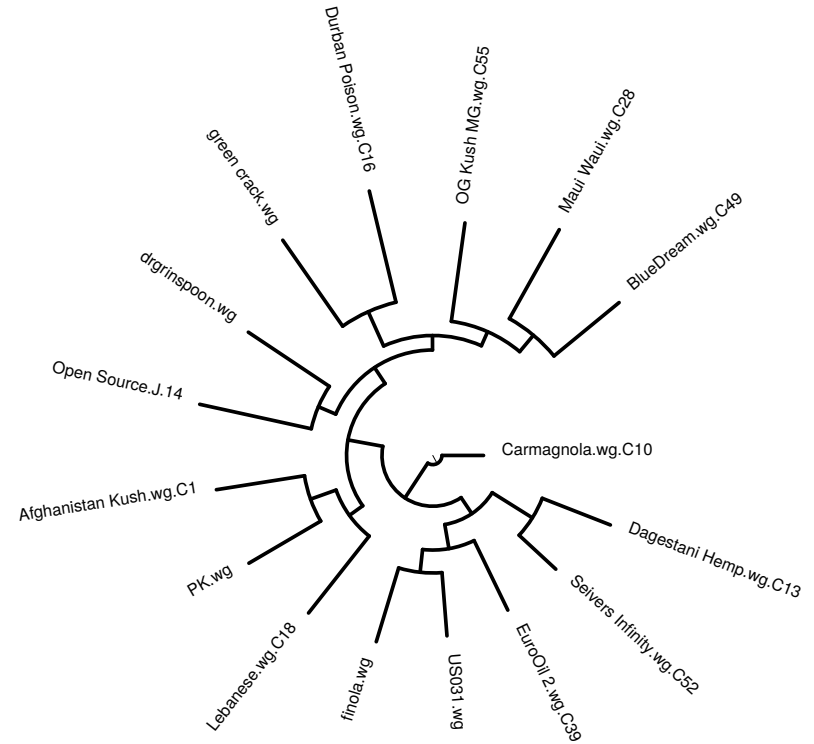 Durban Poison.wg.C16
OG Kush MG.wg.C55
Maui Waui.wg.C28
green crack.wg
BlueDream.wg.C49
drgrinspoon.wg
Open Source.J.14
Carmagnola.wg.C10
Afghanistan Kush.wg.C1
Dagestani Hemp.wg.C13
PK.wg
Seivers Infinity.wg.C52
Lebanese.wg.C18
EuroOil 2.wg.C39
finola.wg
US031.wg